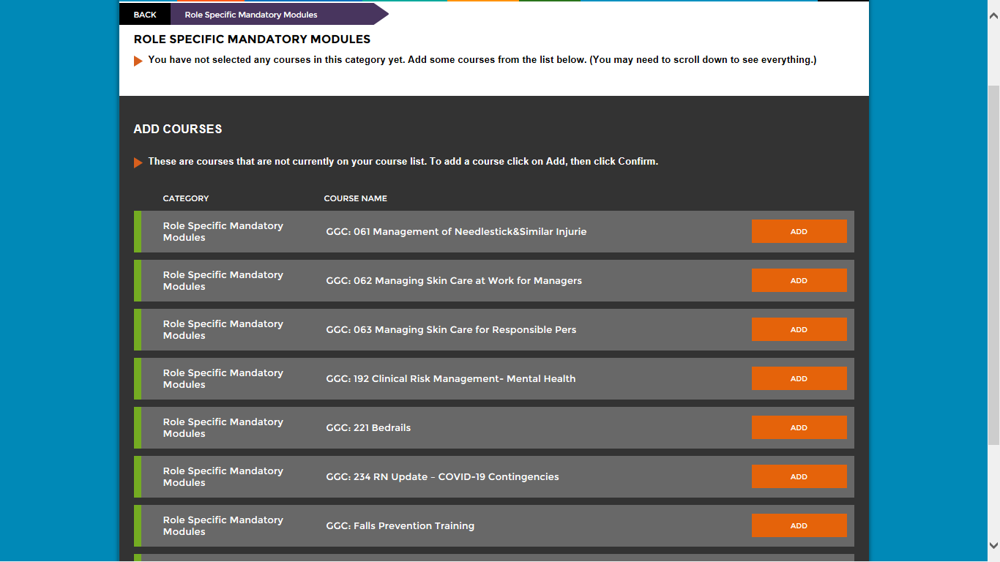 BACK
Role Specific Mandatory Modules
ROLE SPECIFIC MANDATORY MODULES
You have not selected any courses in this category yet. Add some courses from the list below. (You may need to scroll down to see everything.)
ADD COURSES
These are courses that are not currently on your course list. To add a course click on Add, then click Confirm.
CATEGORY
COURSE NAME
Role Specific Mandatory
Modules
GGC: 061 Management of Needlestick&Similar Injurie
ADD
Role Specific Mandatory
Modules
GGC: 062 Managing Skin Care at Work for Managers
ADD
Role Specific Mandatory
Modules
GGC: 063 Managing Skin Care for Responsible Pers
ADD
Role Specific Mandatory
Modules
GGC: 192 Clinical Risk Management- Mental Health
ADD
Role Specific Mandatory
Modules
GGC: 221 Bedrails
ADD
Role Specific Mandatory
Modules
GGC: 234 RN Update – COVID-19 Contingencies
ADD
Role Specific Mandatory
Modules
GGC: Falls Prevention Training
ADD